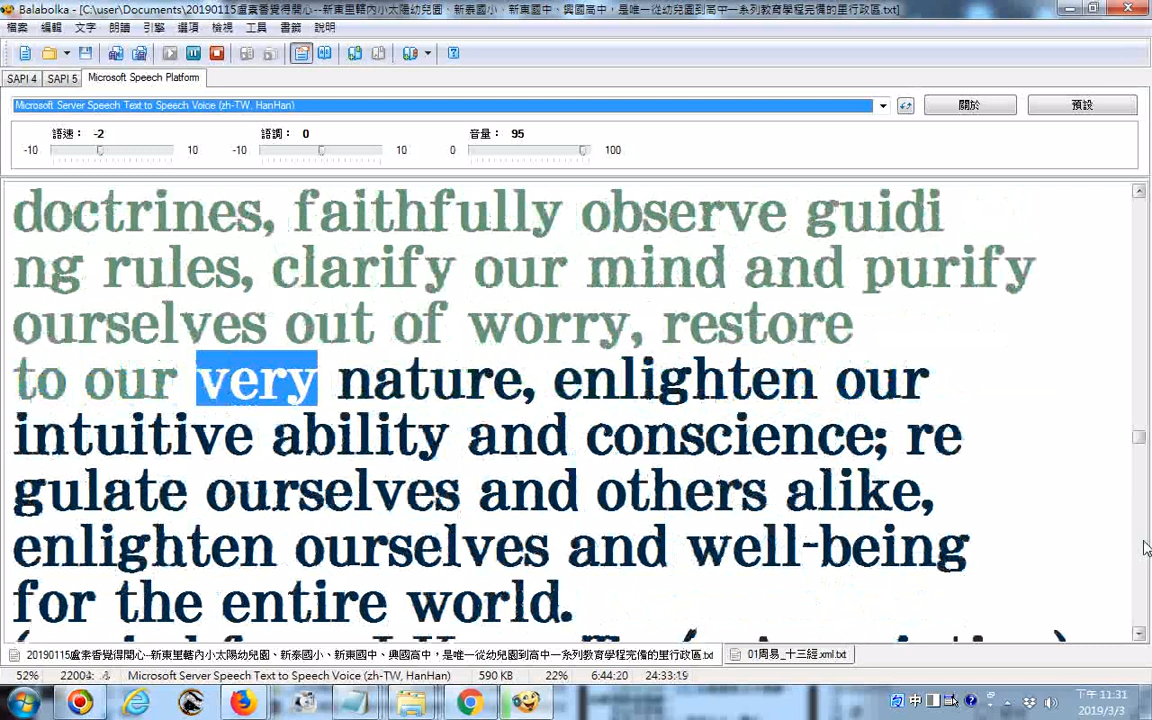 Balabolka - [C:\user\Documents\20190115盧素香覺得開心--新東里轄內小太陽幼兒園、新泰國小、新東國中、興國高中，是唯一從幼兒園到高中一系列教育學程完備的里行政區.txt]
檔案 編輯 文字 朗讀 引擎 選項 檢視 工具 書籤 說明
SAPI 4 SAPI 5 Microsoft Speech Platform
Microsoft Server Speech Text to Speech Voice (zh-TW, HanHan) 關於 預設
語速： -2 語調： 0 音量： 95
-10 10 -10 10 0 100
doctrines, faithfully observe guidi
ng rules, clarify our mind and purify
ourselves out of worry, restore
to our very nature, enlighten our
intuitive ability and conscience; re
gulate ourselves and others alike,
enlighten ourselves and well-being
for the entire world.
20190115盧素香覺得開心--新東里轄內小太陽幼兒園、新泰國小、新東國中、興國高中，是唯一從幼兒園到高中一系列教育學程完備的里行政區.txt 01周易_十三經.xml.txt
52% Microsoft Server Speech Text to Speech Voice (zh-TW, HanHan) 590 KB 22% 6:44:20 24:33:19
中 下午 11:31
2019/3/3